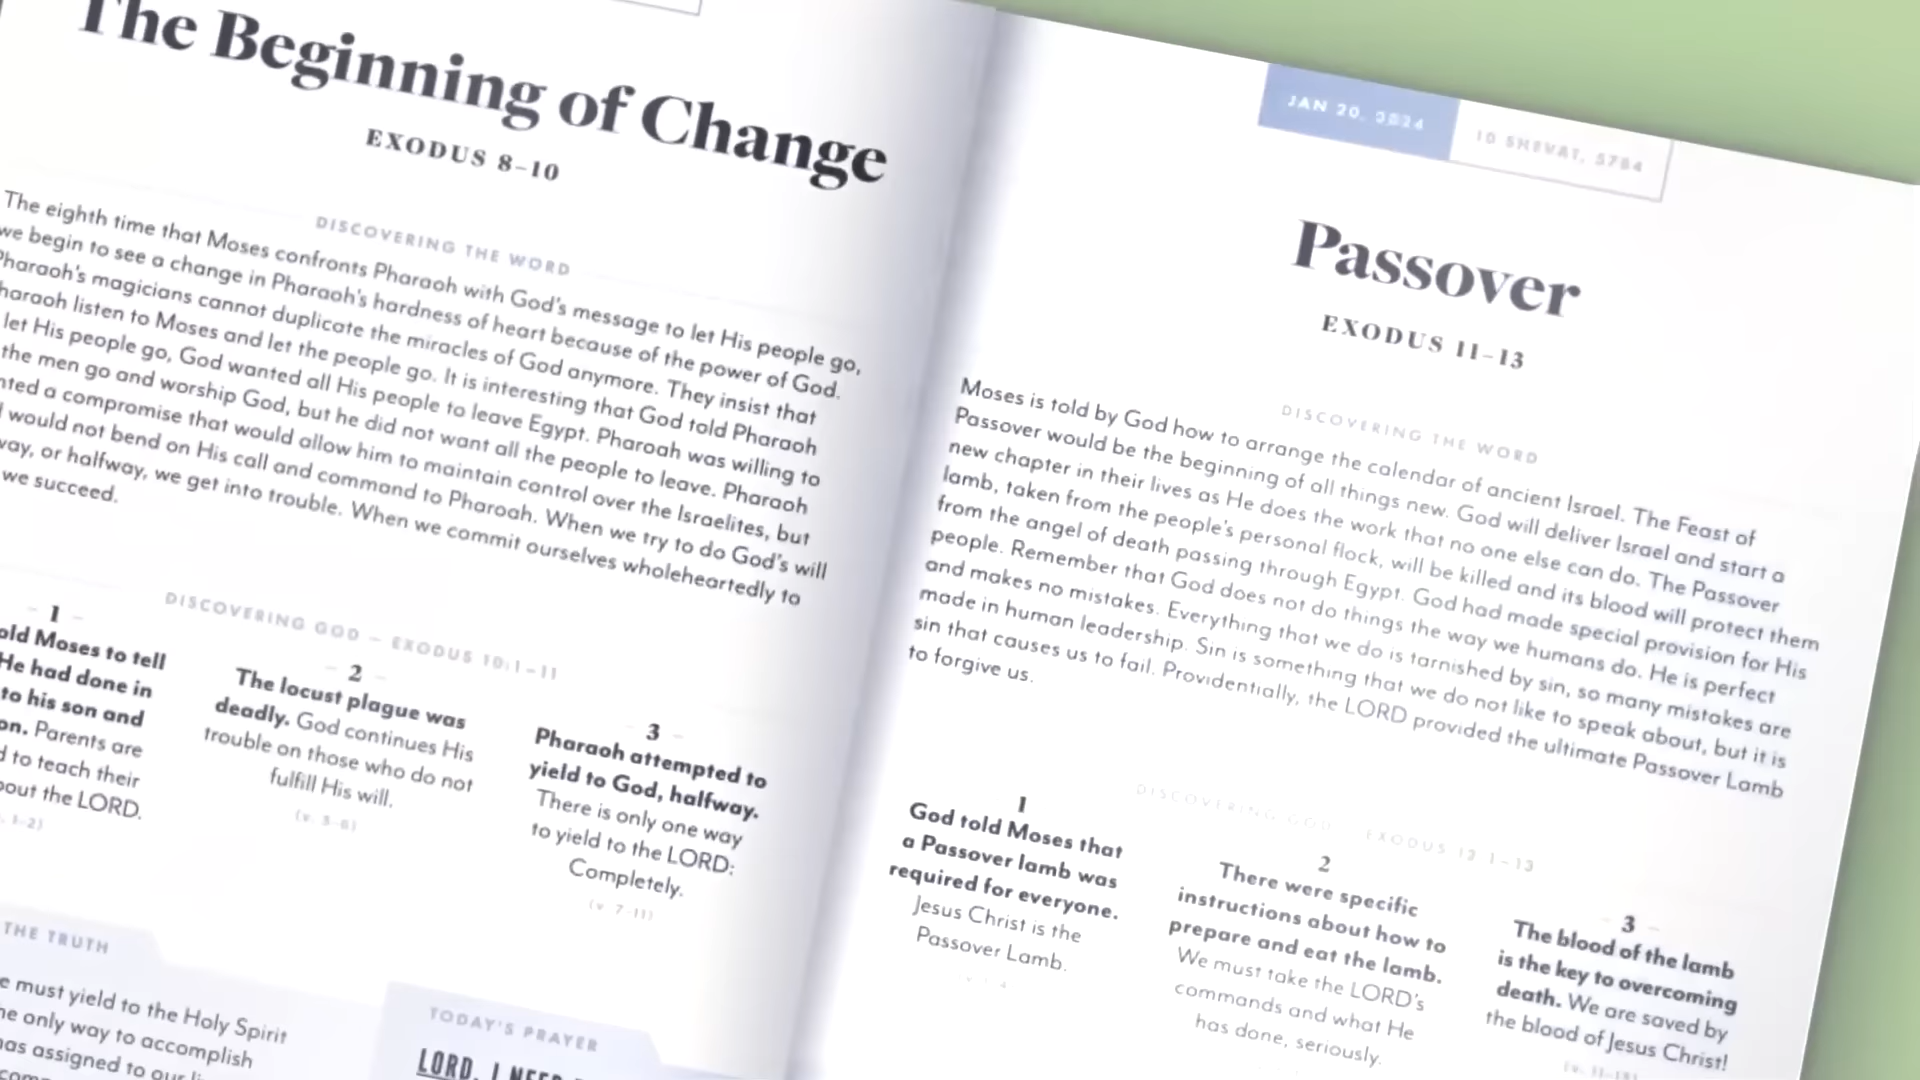 The Beginning of Change
EXODUS 8–10
DISCOVERING THE WORD
The eighth time that Moses confronts Pharaoh with God's message to let His people go,
we begin to see a change in Pharaoh's hardness of heart because of the power of God.
Pharaoh's magicians cannot duplicate the miracles of God anymore. They insist that
haraoh listen to Moses and let the people go. It is interesting that God told Pharaoh
let His people go, God wanted all His people to leave Egypt. Pharoah was willing to
the men go and worship God, but he did not want all the people to leave. Pharaoh
nted a compromise that would allow him to maintain control over the Israelites, but
would not bend on His call and command to Pharoah. When we try to do God's will
way, or halfway, we get into trouble. When we commit ourselves wholeheartedly to
we succeed.
DISCOVERING GOD – EXODUS 10:1–11
1
old Moses to tell
He had done in
to his son and
on. Parents are
d to teach their
bout the LORD.
1-2)
2
The locust plague was
deadly. God continues His
trouble on those who do not
fulfill His will.
(v. 3-6)
3
Pharaoh attempted to
yield to God, halfway.
There is only one way
to yield to the LORD:
Completely.
(v. 7-11)
THE TRUTH
e must yield to the Holy Spirit
he only way to accomplish
has assigned to our
TODAY'S PRAYER
LORD, I NEED
JAN 20, 2024
10 SHEVAT, 5784
Passover
EXODUS 11–13
DISCOVERING THE WORD
Moses is told by God how to arrange the calendar of ancient Israel. The Feast of
Passover would be the beginning of all things new. God will deliver Israel and start a
new chapter in their lives as He does the work that no one else can do. The Passover
lamb, taken from the people's personal flock, will be killed and its blood will protect them
from the angel of death passing through Egypt. God had made special provision for His
people. Remember that God does not do things the way we humans do. He is perfect
and makes no mistakes. Everything that we do is tarnished by sin, so many mistakes are
made in human leadership. Sin is something that we do not like to speak about, but it is
sin that causes us to fail. Providentially, the LORD provided the ultimate Passover Lamb
to forgive us.
DISCOVERING GOD – EXODUS 12:1–13
1
God told Moses that
a Passover lamb was
required for everyone.
Jesus Christ is the
Passover Lamb.
2
There were specific
instructions about how to
prepare and eat the lamb.
We must take the LORD's
commands and what He
has done, seriously.
3
The blood of the lamb
is the key to overcoming
death. We are saved by
the blood of Jesus Christ!